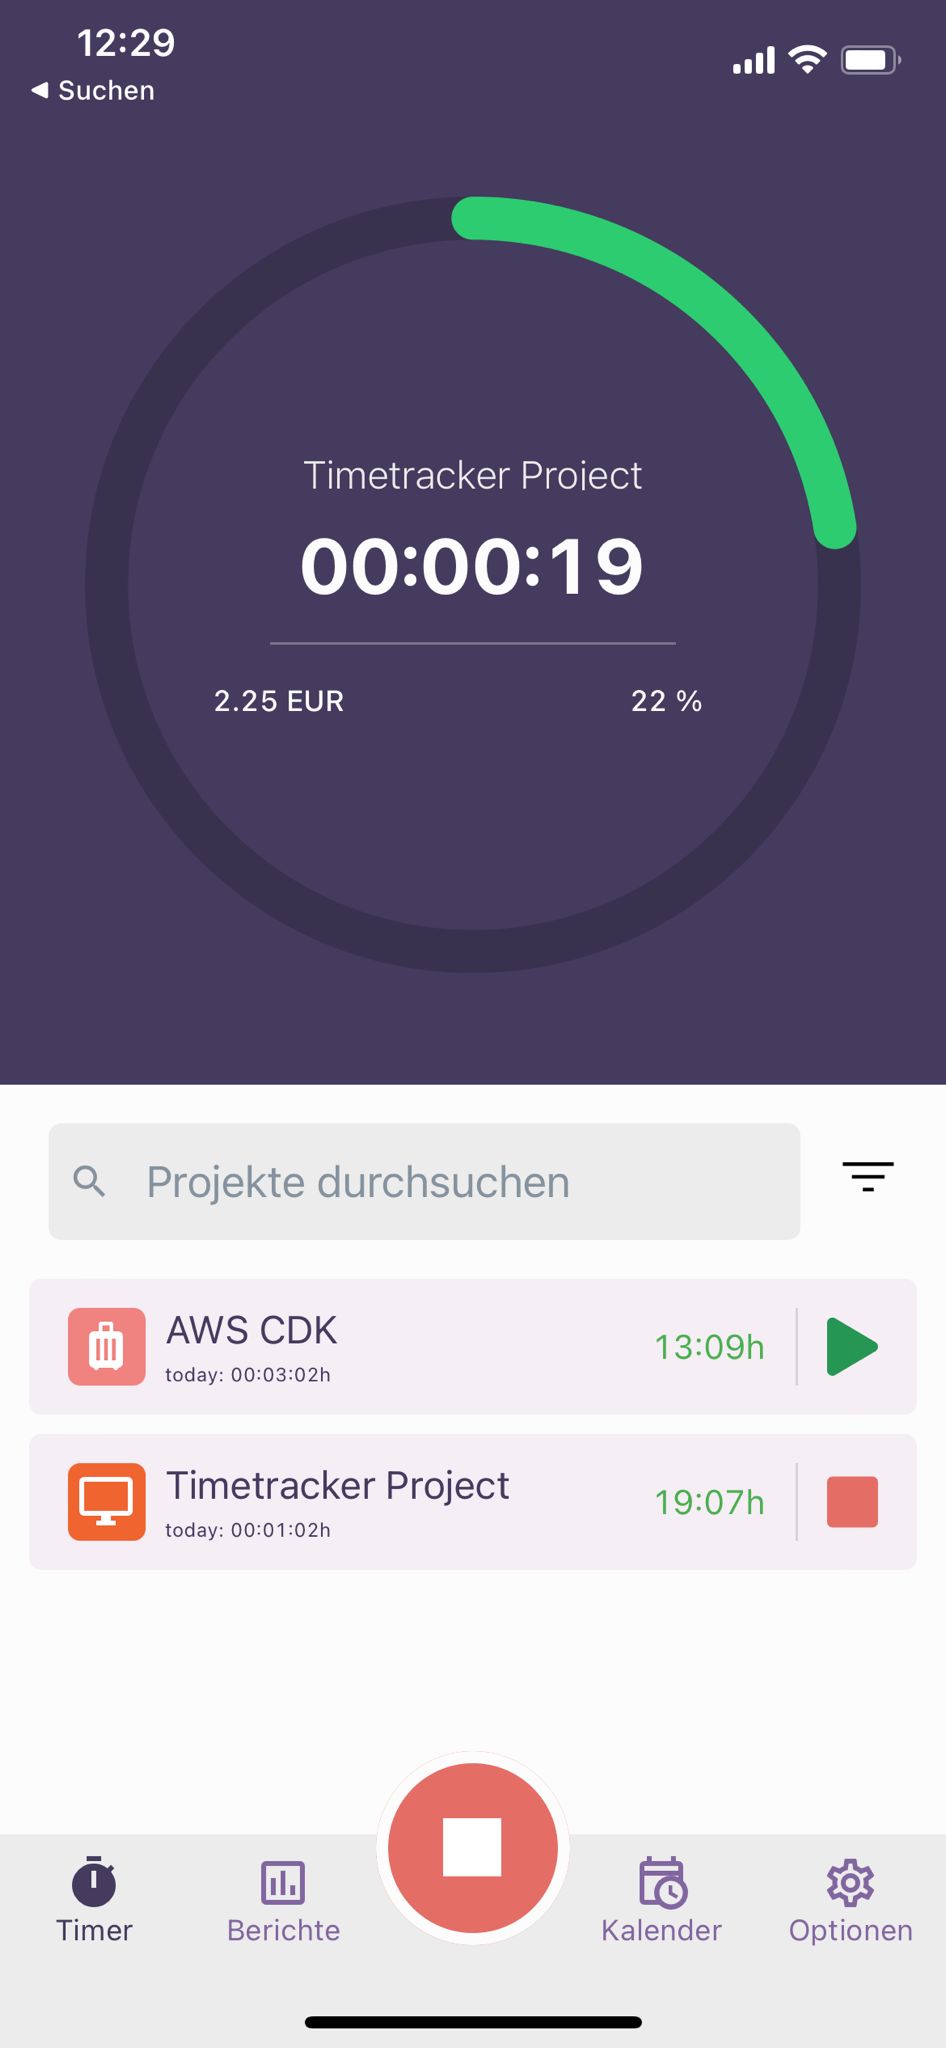 12:29
◀ Suchen
Timetracker Project
00:00:19
2.25 EUR
22 %
Projekte durchsuchen
AWS CDK
today: 00:03:02h
13:09h
Timetracker Project
today: 00:01:02h
19:07h
Timer
Berichte
Kalender
Optionen